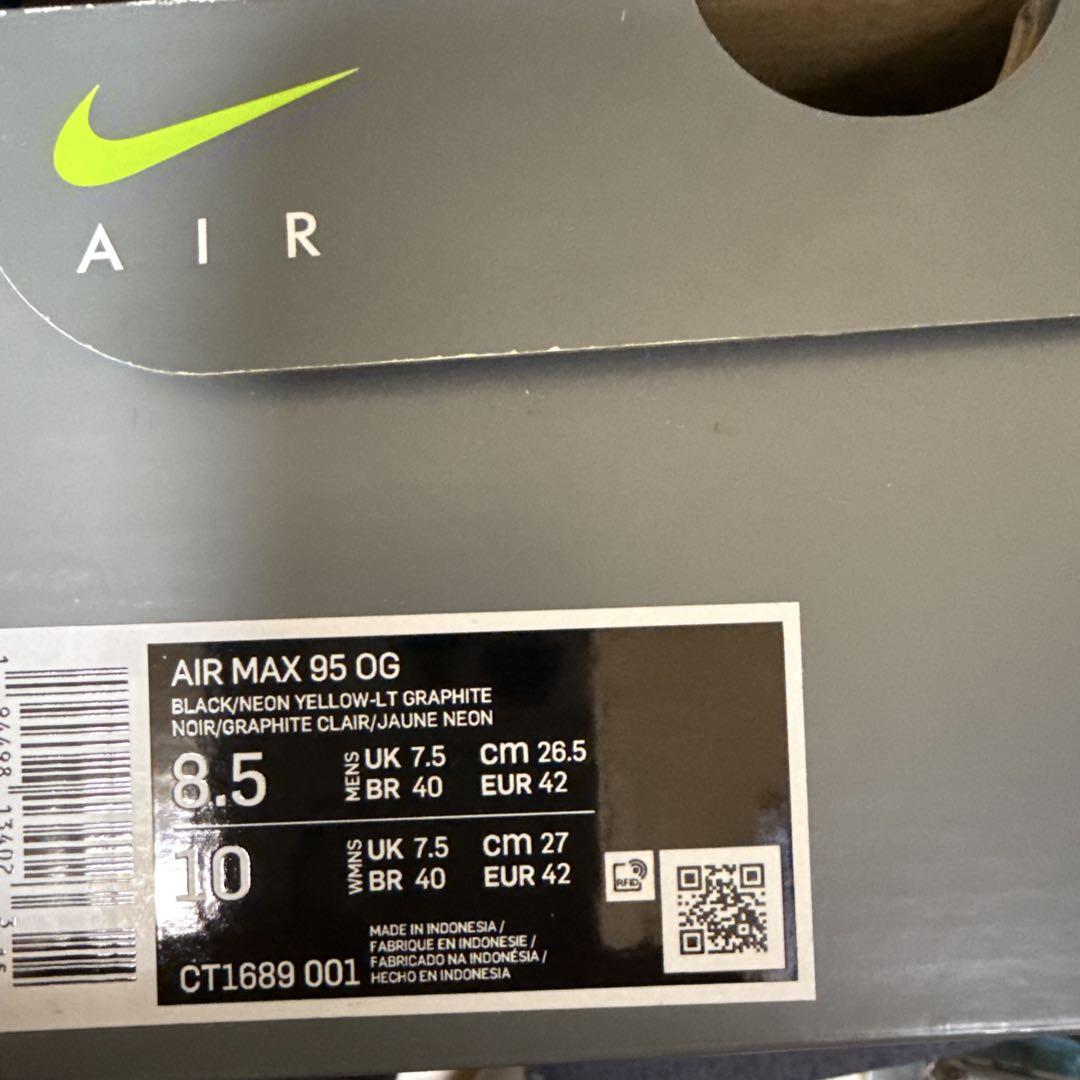 AIR
AIR MAX 95 OG
BLACK/NEON YELLOW-LT GRAPHITE
NOIR/GRAPHITE CLAIR/JAUNE NEON
8.5 MENS UK 7.5 cm 26.5
BR 40 EUR 42
10 WMNS UK 7.5 cm 27
BR 40 EUR 42
RFID
MADE IN INDONESIA /
FABRIQUE EN INDONESIE /
FABRICADO NA INDONÉSIA /
HECHO EN INDONESIA
CT1689 001